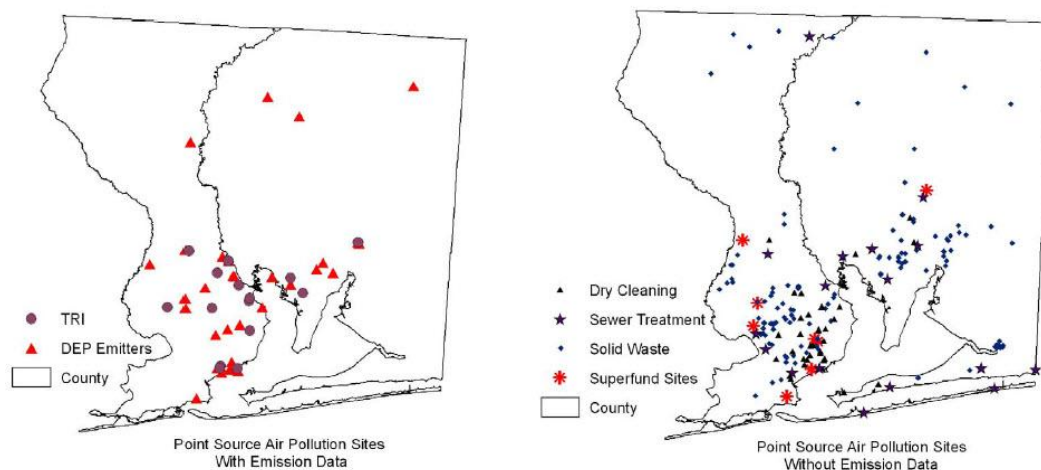 TRI
DEP Emitters
County
Point Source Air Pollution Sites
With Emission Data
Dry Cleaning
Sewer Treatment
Solid Waste
Superfund Sites
County
Point Source Air Pollution Sites
Without Emission Data